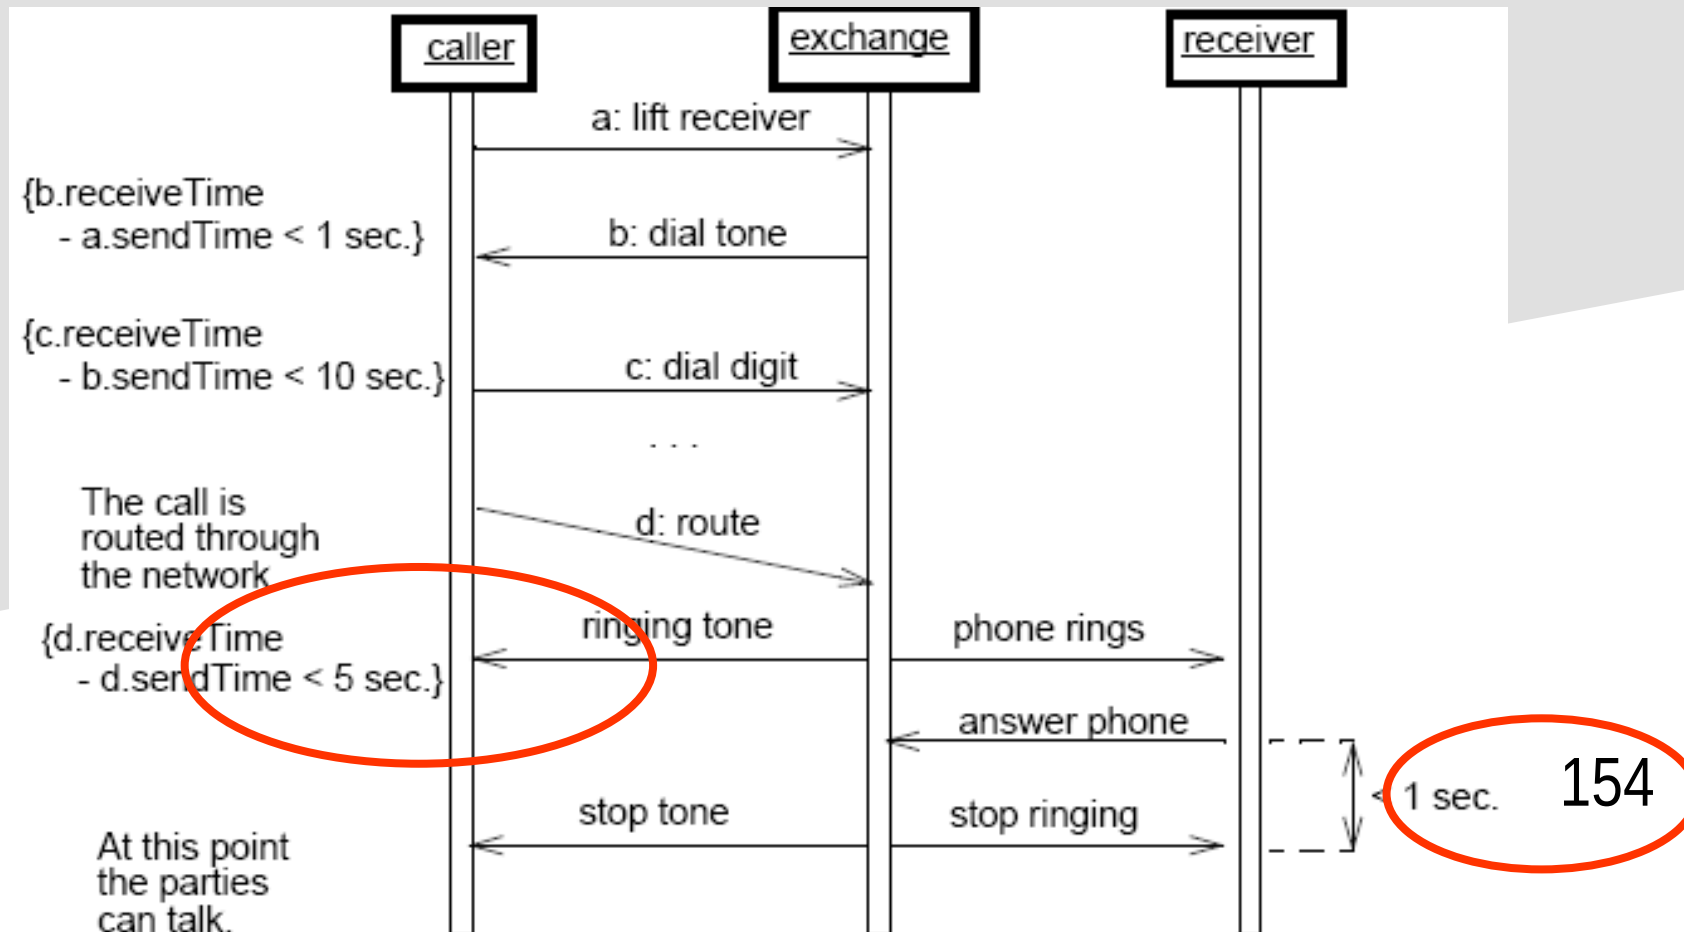 caller
exchange
receiver
a: lift receiver
{b.receiveTime
- a.sendTime < 1 sec.}
b: dial tone
{c.receiveTime
- b.sendTime < 10 sec.}
c: dial digit
. . .
The call is
routed through
the network
d: route
{d.receiveTime
- d.sendTime < 5 sec.}
ringing tone
phone rings
answer phone
< 1 sec.
154
stop tone
stop ringing
At this point
the parties
can talk.